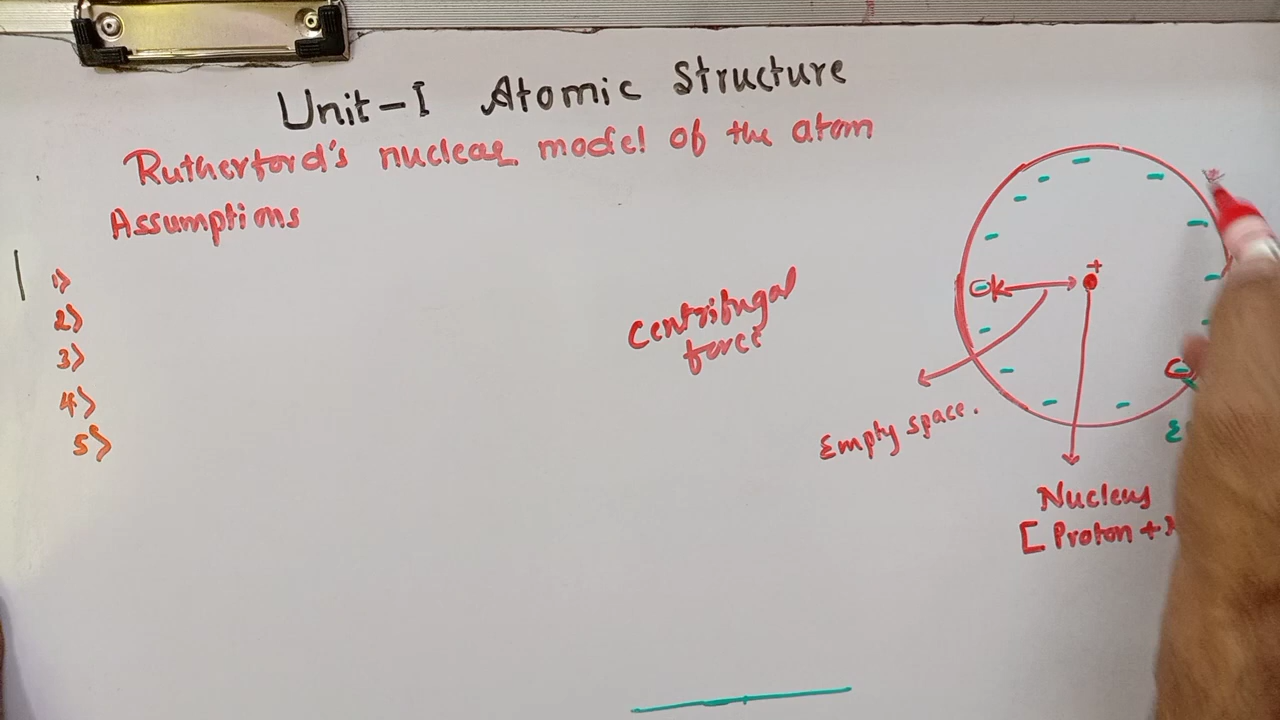 Unit-I Atomic Structure
Rutherford's nuclear model of the atom
Assumptions
1)
2)
3)
4)
5)
Centrifugal
force
+
Empty space.
Nucleus
[Proton +